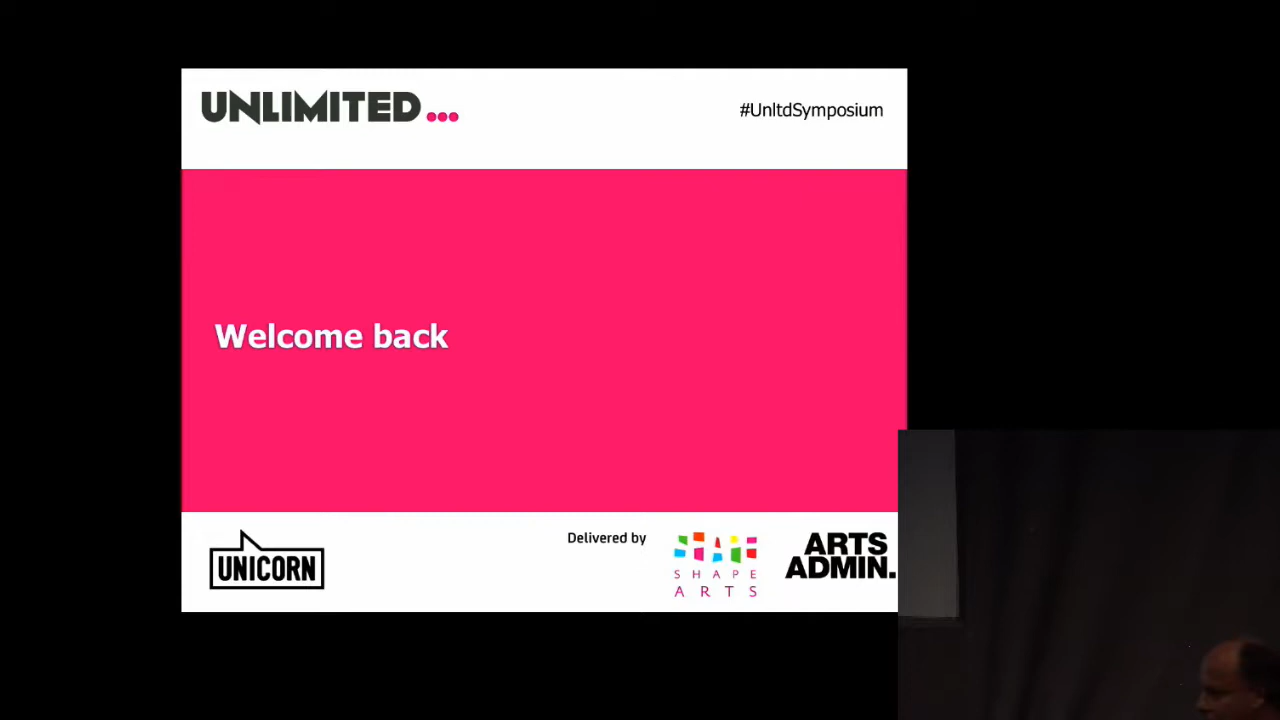 UNLIMITED...
#UnltdSymposium
Welcome back
UNICORN
Delivered by
SHAPE
ARTS
ARTS
ADMIN.